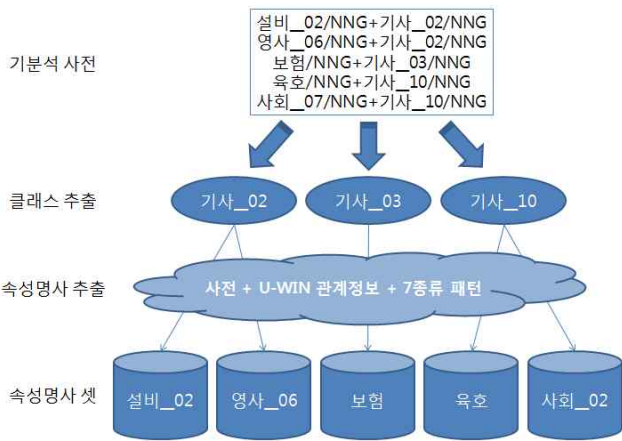 기분석 사전
설비__02/NNG+기사__02/NNG
영사__06/NNG+기사__02/NNG
보험/NNG+기사__03/NNG
육호/NNG+기사__10/NNG
사회__07/NNG+기사__10/NNG
클래스 추출
기사__02
기사__03
기사__10
속성명사 추출
사전 + U-WIN 관계정보 + 7종류 패턴
속성명사 셋
설비__02
영사__06
보험
육호
사회__02